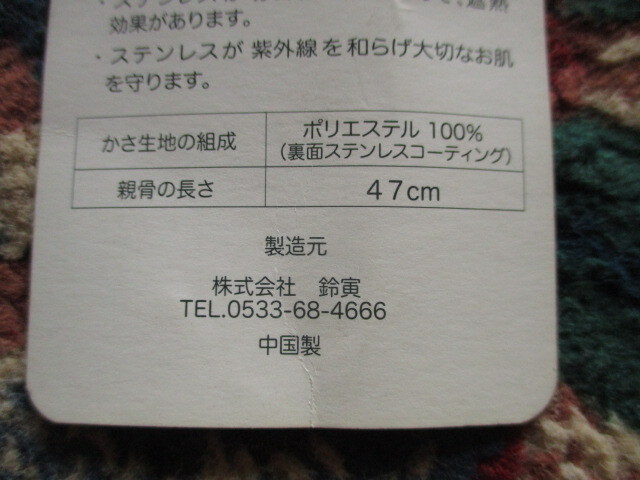 遮熱
効果があります。
・ステンレスが 紫外線を和らげ大切なお肌
を守ります。
かさ生地の組成 ポリエステル 100%
(裏面ステンレスコーティング)
親骨の長さ 47cm
製造元
株式会社 鈴寅
TEL.0533-68-4666
中国製